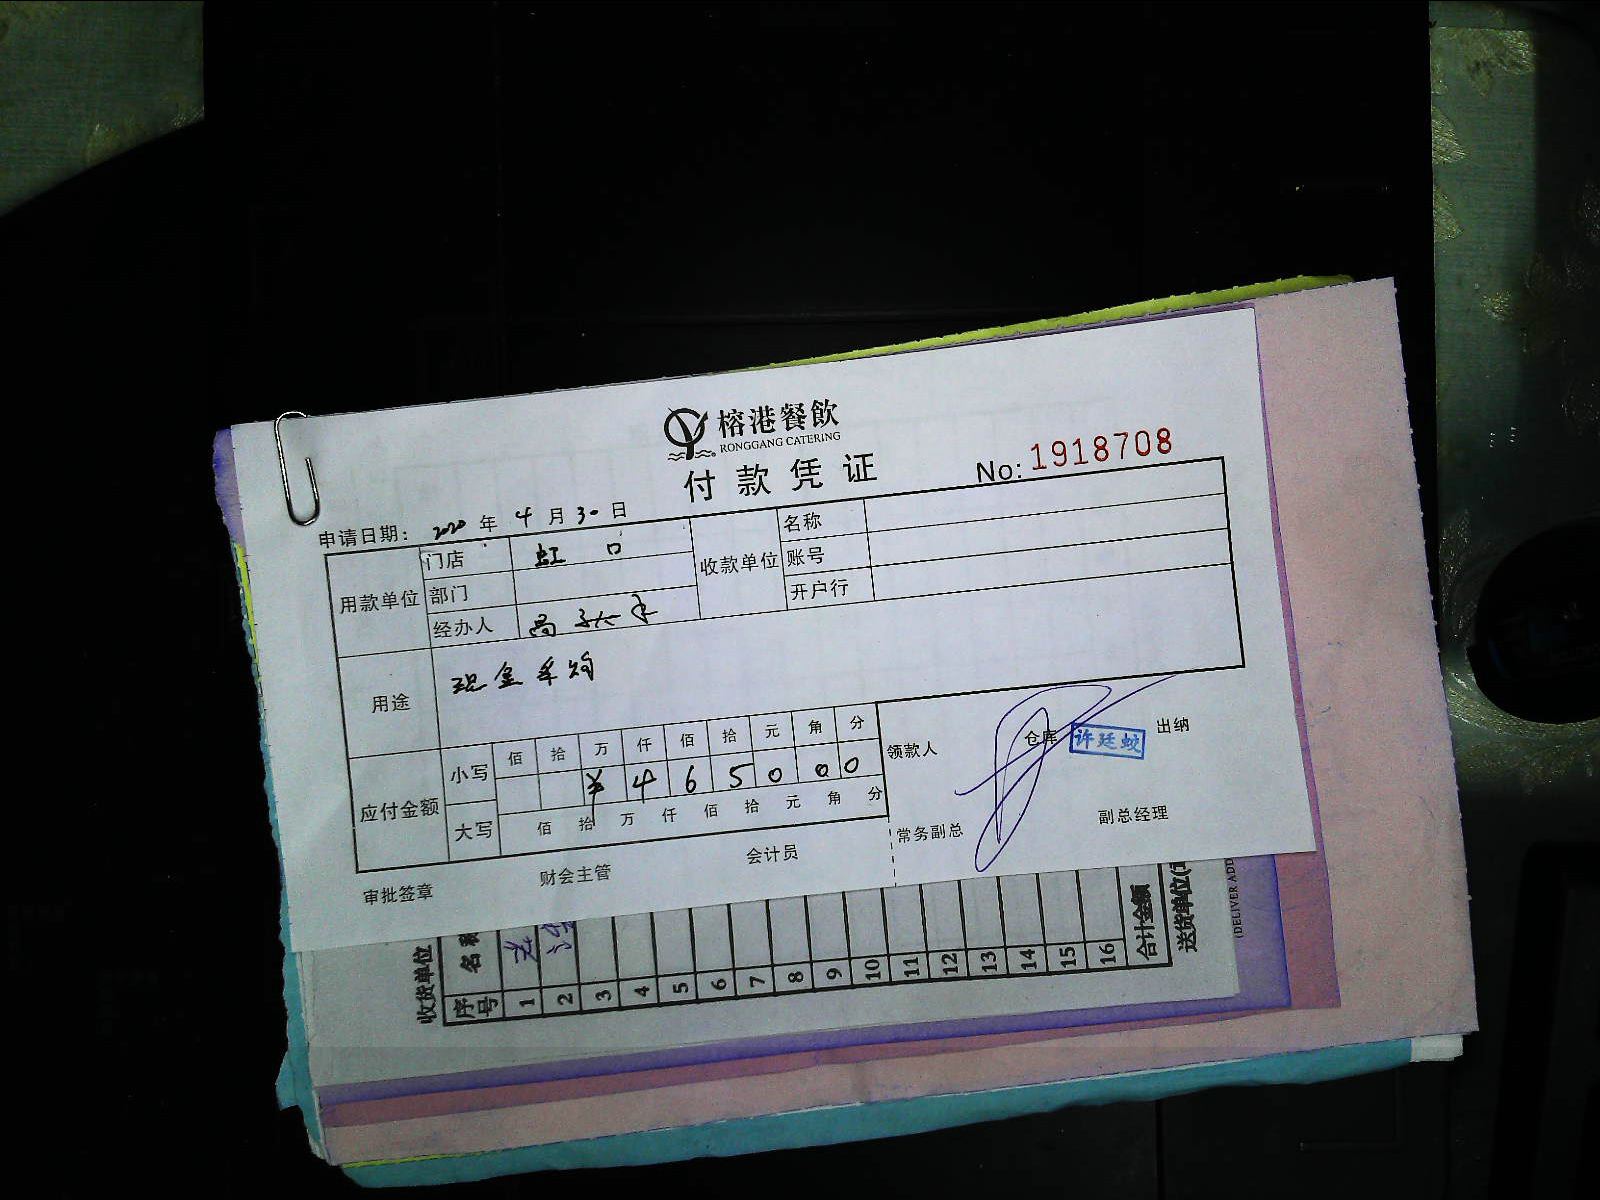 榕港餐飲
RONGGANG CATERING
付款凭证
No: 1918708
申请日期: 2020 年 4 月 30 日
用款单位 门店 虹口 收款单位 名称
部门 账号
经办人 开户行
用途 现金采购
应付金额 小写 佰 拾 万 仟 佰 拾 元 角 分
¥ 4 6 5 0 0 0
大写 佰 拾 万 仟 佰 拾 元 角 分
领款人 仓库 许廷蛟 出纳
常务副总 副总经理
审批签章 财会主管 会计员
收货单位
序号 名称
1 2 3 4 5 6 7 8 9 10 11 12 13 14 15 16
合计金额
送货单位
(DELIVER ADD